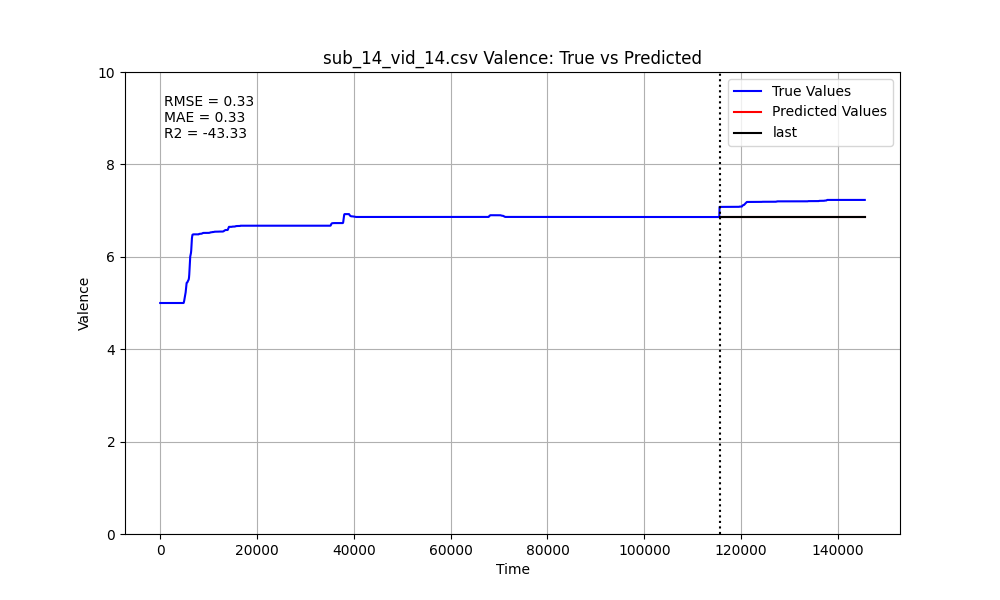 sub_14_vid_14.csv Valence: True vs Predicted
RMSE = 0.33
MAE = 0.33
R2 = -43.33
True Values
Predicted Values
last
Valence
10
8
6
4
2
0
0 20000 40000 60000 80000 100000 120000 140000
Time